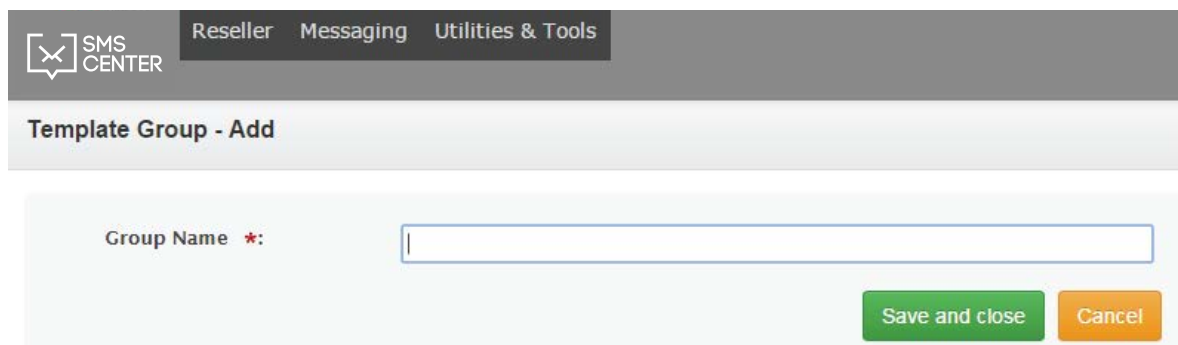 SMS
CENTER
Reseller Messaging Utilities & Tools
Template Group - Add
Group Name *:
Save and close Cancel